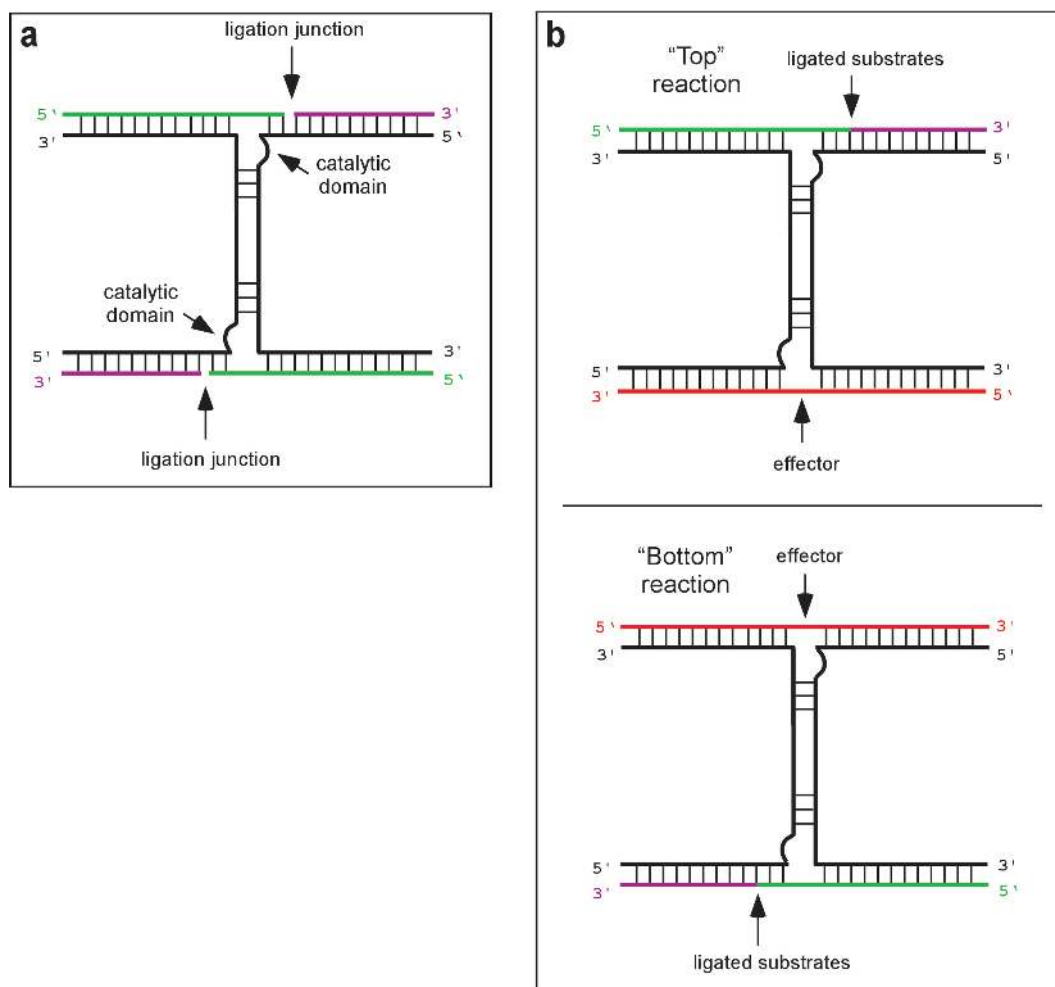 a
ligation junction
5'
3'
3'
5'
catalytic
domain
catalytic
domain
5'
3'
3'
5'
ligation junction
b
"Top"
reaction
ligated substrates
5'
3'
3'
5'
5'
3'
3'
5'
effector
"Bottom"
reaction
effector
5'
3'
3'
5'
5'
3'
3'
5'
ligated substrates